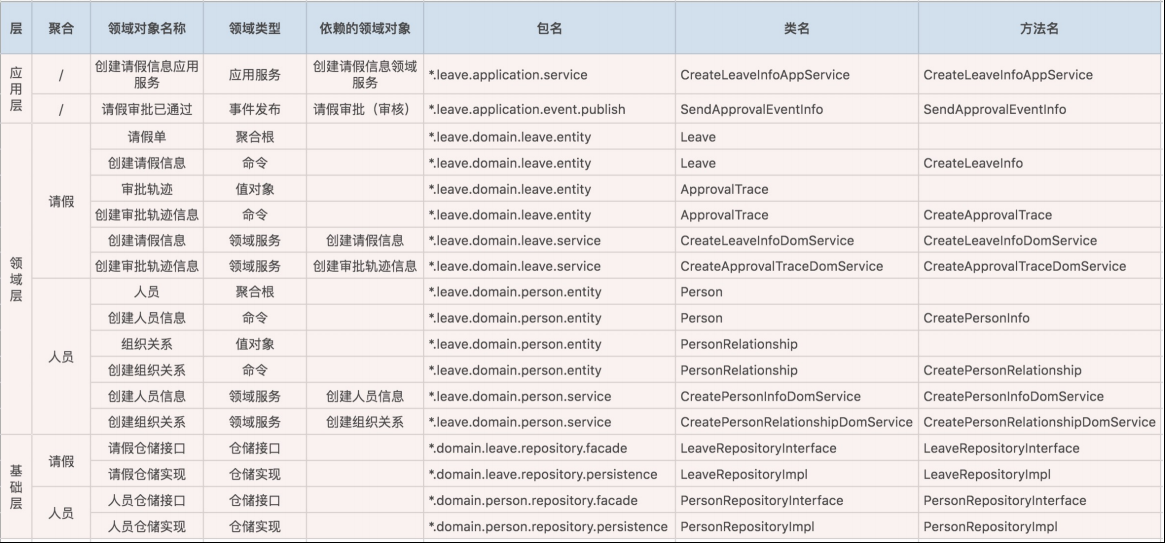 层 聚合 领域对象名称 领域类型 依赖的领域对象 包名 类名 方法名
应用层 / 创建请假信息应用服务 应用服务 创建请假信息领域服务 *.leave.application.service CreateLeaveInfoAppService CreateLeaveInfoAppService
/ 请假审批已通过 事件发布 请假审批（审核） *.leave.application.event.publish SendApprovalEventInfo SendApprovalEventInfo
领域层 请假 请假单 聚合根 *.leave.domain.leave.entity Leave
创建请假信息 命令 *.leave.domain.leave.entity Leave CreateLeaveInfo
审批轨迹 值对象 *.leave.domain.leave.entity ApprovalTrace
创建审批轨迹信息 命令 *.leave.domain.leave.entity ApprovalTrace CreateApprovalTrace
创建请假信息 领域服务 创建请假信息 *.leave.domain.leave.service CreateLeaveInfoDomService CreateLeaveInfoDomService
创建审批轨迹信息 领域服务 创建审批轨迹信息 *.leave.domain.leave.service CreateApprovalTraceDomService CreateApprovalTraceDomService
人员 人员 聚合根 *.leave.domain.person.entity Person
创建人员信息 命令 *.leave.domain.person.entity Person CreatePersonInfo
组织关系 值对象 *.leave.domain.person.entity PersonRelationship
创建组织关系 命令 *.leave.domain.person.entity PersonRelationship CreatePersonRelationship
创建人员信息 领域服务 创建人员信息 *.leave.domain.person.service CreatePersonInfoDomService CreatePersonInfoDomService
创建组织关系 领域服务 创建组织关系 *.leave.domain.person.service CreatePersonRelationshipDomService CreatePersonRelationshipDomService
基础层 请假 请假仓储接口 仓储接口 *.domain.leave.repository.facade LeaveRepositoryInterface LeaveRepositoryInterface
请假仓储实现 仓储实现 *.domain.leave.repository.persistence LeaveRepositoryImpl LeaveRepositoryImpl
人员 人员仓储接口 仓储接口 *.domain.person.repository.facade PersonRepositoryInterface PersonRepositoryInterface
人员仓储实现 仓储实现 *.domain.person.repository.persistence PersonRepositoryImpl PersonRepositoryImpl